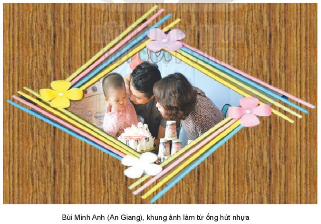 Bùi Minh Anh (An Giang), khung ảnh làm từ ống hút nhựa